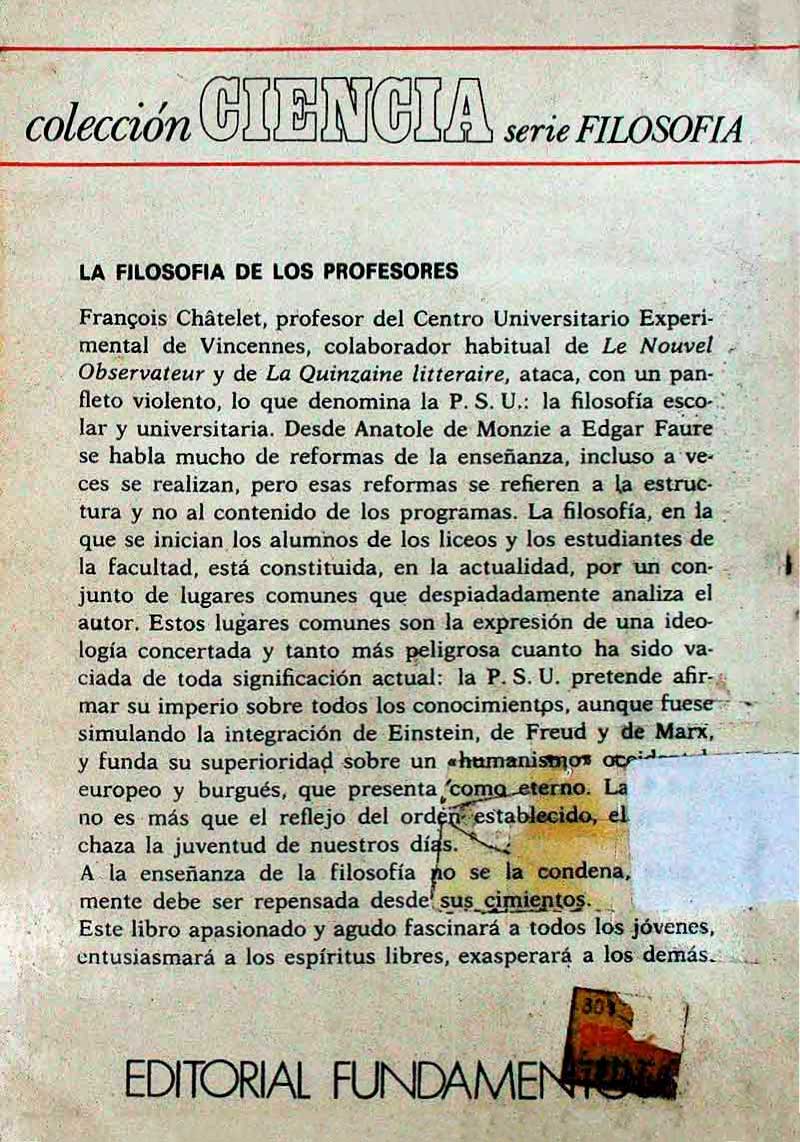 colección CIENCIA serie FILOSOFIA
LA FILOSOFIA DE LOS PROFESORES
François Châtelet, profesor del Centro Universitario Experi-
mental de Vincennes, colaborador habitual de Le Nouvel
Observateur y de La Quinzaine litteraire, ataca, con un pan-
fleto violento, lo que denomina la P. S. U.: la filosofía esco-
lar y universitaria. Desde Anatole de Monzie a Edgar Faure
se habla mucho de reformas de la enseñanza, incluso a ve-
ces se realizan, pero esas reformas se refieren a la estruc-
tura y no al contenido de los programas. La filosofía, en la
que se inician los alumnos de los liceos y los estudiantes de
la facultad, está constituida, en la actualidad, por un con-
junto de lugares comunes que despiadadamente analiza el
autor. Estos lugares comunes son la expresión de una ideo-
logía concertada y tanto más peligrosa cuanto ha sido va-
ciada de toda significación actual: la P. S. U. pretende afir-
mar su imperio sobre todos los conocimientos, aunque fuese
simulando la integración de Einstein, de Freud y de Marx,
y funda su superioridad sobre un «humanismo»
europeo y burgués, que presenta como eterno. La
no es más que el reflejo del orden establecido, el
chaza la juventud de nuestros días.
A la enseñanza de la filosofía no se la condena,
mente debe ser repensada desde sus cimientos.
Este libro apasionado y agudo fascinará a todos los jóvenes,
entusiasmará a los espíritus libres, exasperará a los demás.
EDITORIAL